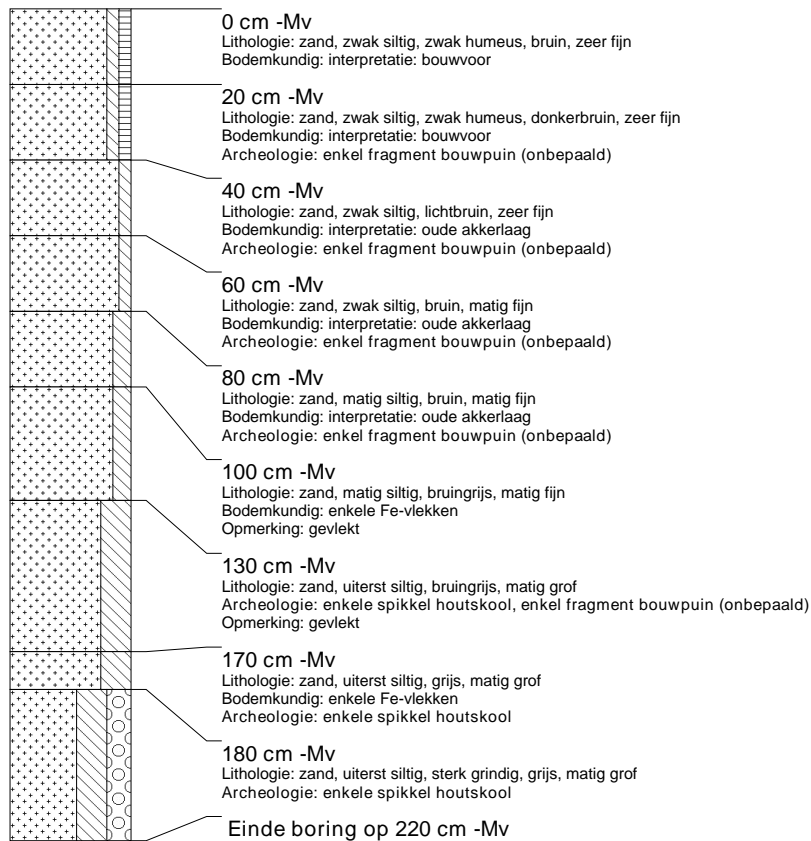 0 cm -Mv
Lithologie: zand, zwak siltig, zwak humeus, bruin, zeer fijn
Bodemkundig: interpretatie: bouwvoor
20 cm -Mv
Lithologie: zand, zwak siltig, zwak humeus, donkerbruin, zeer fijn
Bodemkundig: interpretatie: bouwvoor
Archeologie: enkel fragment bouwpuin (onbepaald)
40 cm -Mv
Lithologie: zand, zwak siltig, lichtbruin, zeer fijn
Bodemkundig: interpretatie: oude akkerlaag
Archeologie: enkel fragment bouwpuin (onbepaald)
60 cm -Mv
Lithologie: zand, zwak siltig, bruin, matig fijn
Bodemkundig: interpretatie: oude akkerlaag
Archeologie: enkel fragment bouwpuin (onbepaald)
80 cm -Mv
Lithologie: zand, matig siltig, bruin, matig fijn
Bodemkundig: interpretatie: oude akkerlaag
Archeologie: enkel fragment bouwpuin (onbepaald)
100 cm -Mv
Lithologie: zand, matig siltig, bruingrijs, matig fijn
Bodemkundig: enkele Fe-vlekken
Opmerking: gevlekt
130 cm -Mv
Lithologie: zand, uiterst siltig, bruingrijs, matig grof
Archeologie: enkele spikkel houtskool, enkel fragment bouwpuin (onbepaald)
Opmerking: gevlekt
170 cm -Mv
Lithologie: zand, uiterst siltig, grijs, matig grof
Bodemkundig: enkele Fe-vlekken
Archeologie: enkele spikkel houtskool
180 cm -Mv
Lithologie: zand, uiterst siltig, sterk grindig, grijs, matig grof
Archeologie: enkele spikkel houtskool
Einde boring op 220 cm -Mv